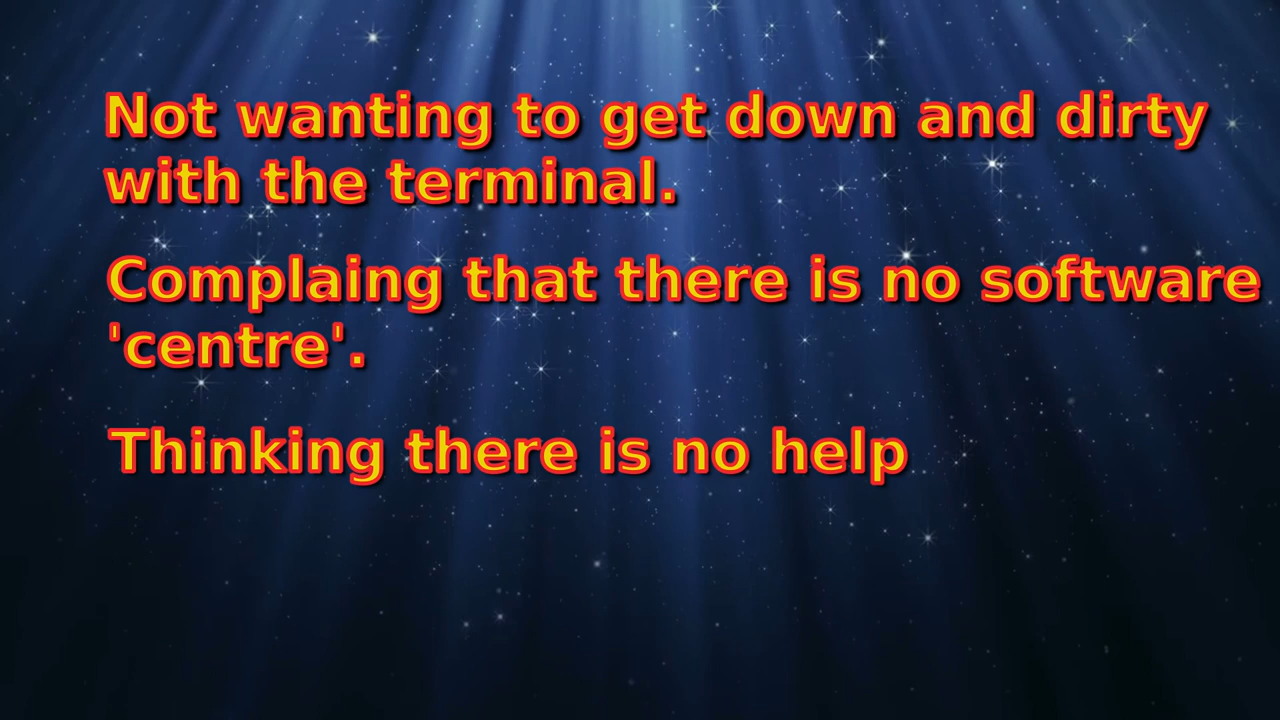 Not wanting to get down and dirty
with the terminal.
Complaing that there is no software
'centre'.
Thinking there is no help